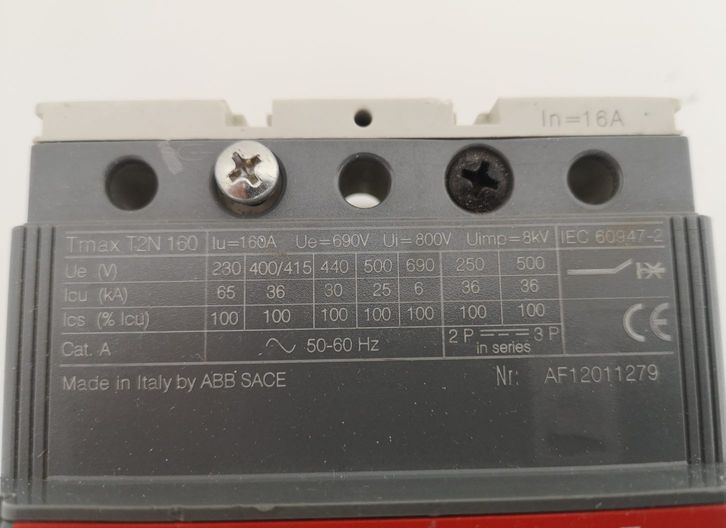 In=16A
Tmax T2N 160 Iu=160A Ue=690V Ui=800V Uimp=8kV IEC 60947-2
Ue (V) 230 400/415 440 500 690 250 500
Icu (kA) 65 36 30 25 6 36 36
Ics (% Icu) 100 100 100 100 100 100 100
CE
Cat. A 50-60 Hz 2 P 3 P
in series
Made in Italy by ABB SACE Nr: AF12011279